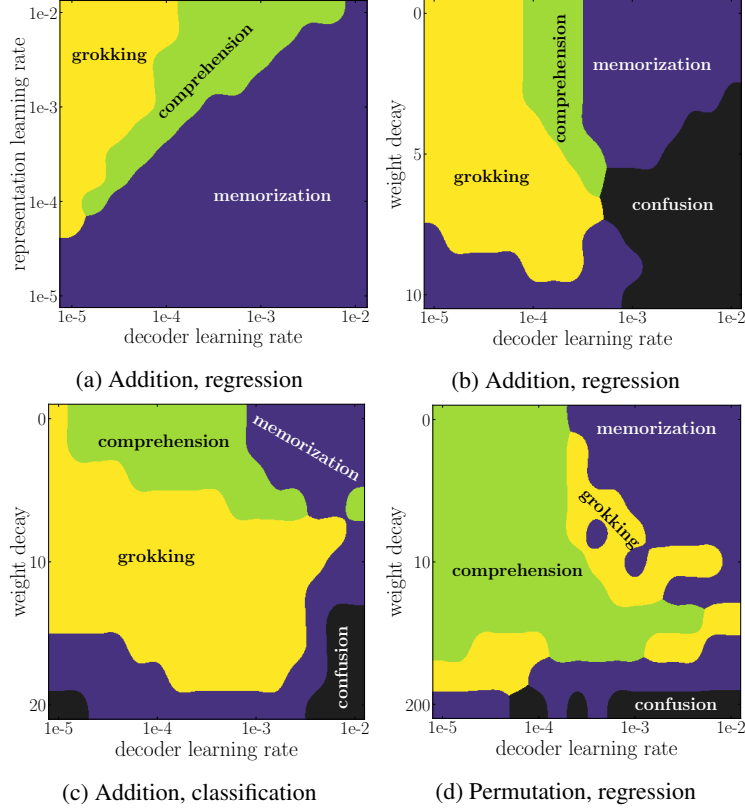 1e-2
1e-3
1e-4
1e-5
representation learning rate
grokking
comprehension
memorization
1e-5
1e-4
1e-3
1e-2
decoder learning rate
(a) Addition, regression
0
5
10
weight decay
comprehension
memorization
grokking
confusion
1e-5
1e-4
1e-3
1e-2
decoder learning rate
(b) Addition, regression
0
10
20
weight decay
comprehension
memorization
grokking
confusion
1e-5
1e-4
1e-3
1e-2
decoder learning rate
(c) Addition, classification
0
5
10
15
200
weight decay
memorization
grokking
comprehension
confusion
1e-5
1e-4
1e-3
1e-2
decoder learning rate
(d) Permutation, regression